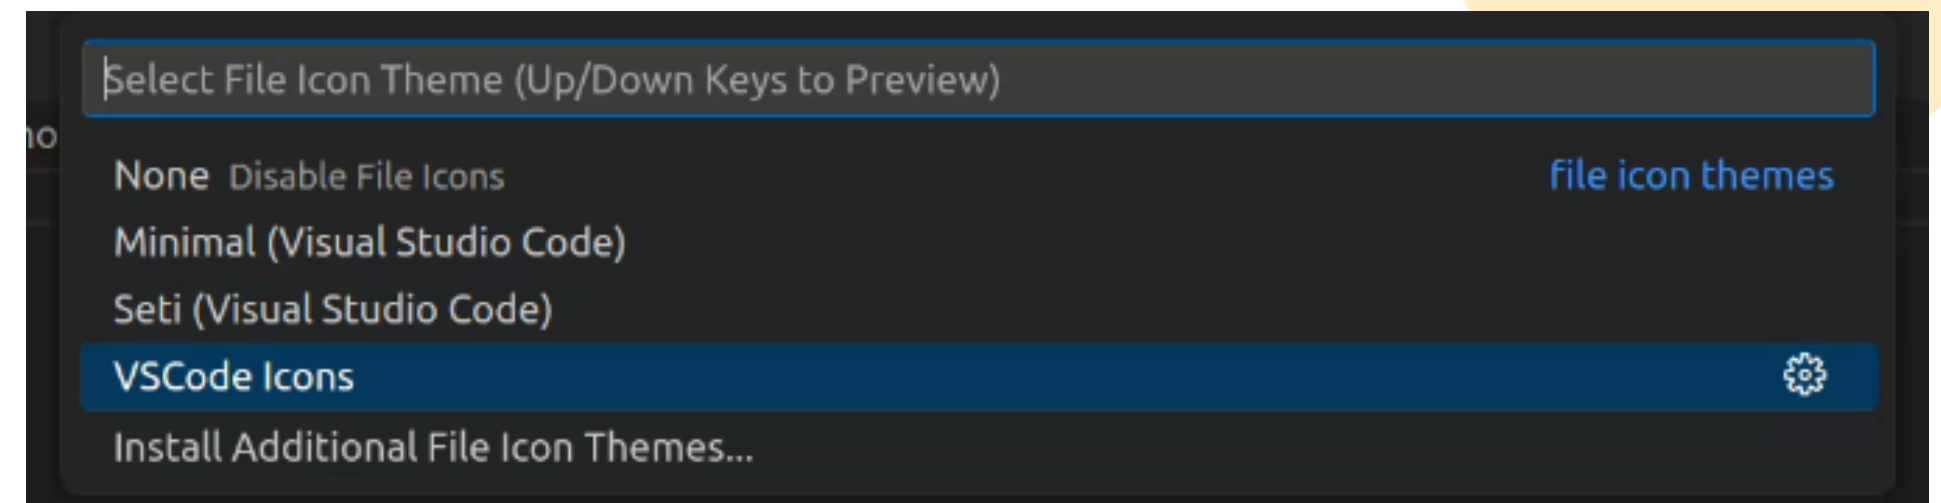 Select File Icon Theme (Up/Down Keys to Preview)
None Disable File Icons file icon themes
Minimal (Visual Studio Code)
Seti (Visual Studio Code)
VSCode Icons
Install Additional File Icon Themes...